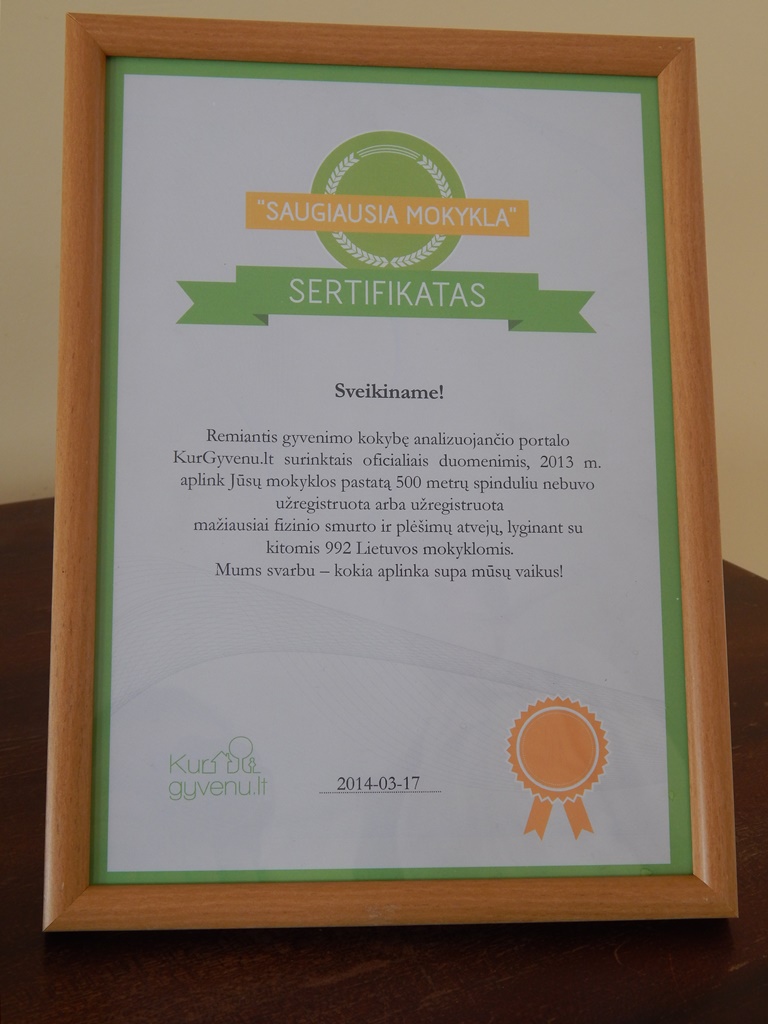 "SAUGIAUSIA MOKYKLA"
SERTIFIKATAS
Sveikiname!
Remiantis gyvenimo kokybę analizuojančio portalo
KurGyvenu.lt surinktais oficialiais duomenimis, 2013 m.
aplink Jūsų mokyklos pastatą 500 metrų spinduliu nebuvo
užregistruota arba užregistruota
mažiausiai fizinio smurto ir plėšimų atvejų, lyginant su
kitomis 992 Lietuvos mokyklomis.
Mums svarbu – kokia aplinka supa mūsų vaikus!
Kur
gyvenu.lt
2014-03-17